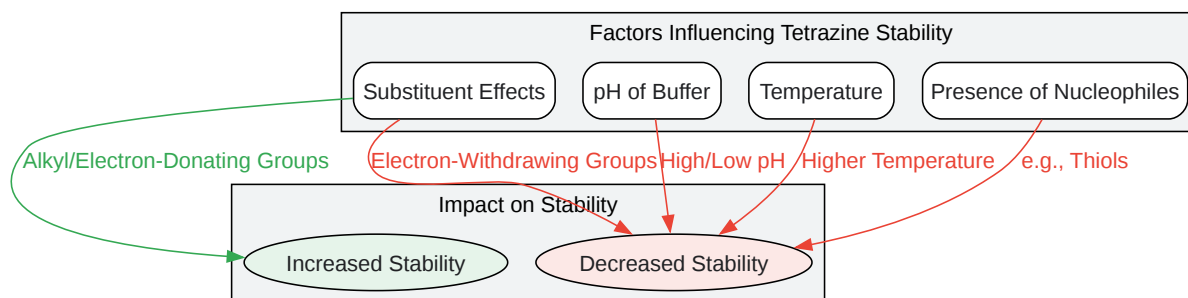 Factors Influencing Tetrazine Stability
Substituent Effects
pH of Buffer
Temperature
Presence of Nucleophiles
Alkyl/Electron-Donating Groups
Electron-Withdrawing Groups
High/Low pH
Higher Temperature
e.g., Thiols
Impact on Stability
Increased Stability
Decreased Stability